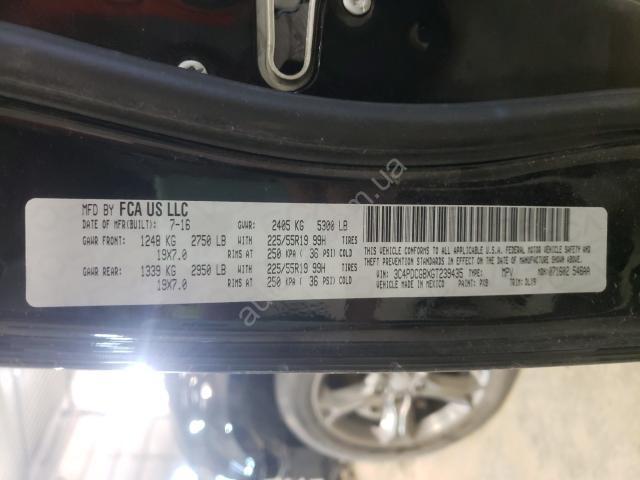 MFD BY FCA US LLC
DATE OF MFR(BUILT): 7-16 GVWR: 2405 KG 5300 LB
GAWR FRONT: 1248 KG 2750 LB WITH 225/55R19 99H TIRES
19X7.0 RIMS AT 250 KPA ( 36 PSI) COLD
GAWR REAR: 1339 KG 2950 LB WITH 225/55R19 99H TIRES
19X7.0 RIMS AT 250 KPA ( 36 PSI) COLD
THIS VEHICLE CONFORMS TO ALL APPLICABLE U.S.A. FEDERAL MOTOR VEHICLE SAFETY AND
THEFT PREVENTION STANDARDS IN EFFECT ON THE DATE OF MANUFACTURE SHOWN ABOVE.
VIN: 3C4PDCGBXGT239435 TYPE: MPV MDH:071602 546AA
VEHICLE MADE IN MEXICO PAINT: PX8 TRIM: DLX9